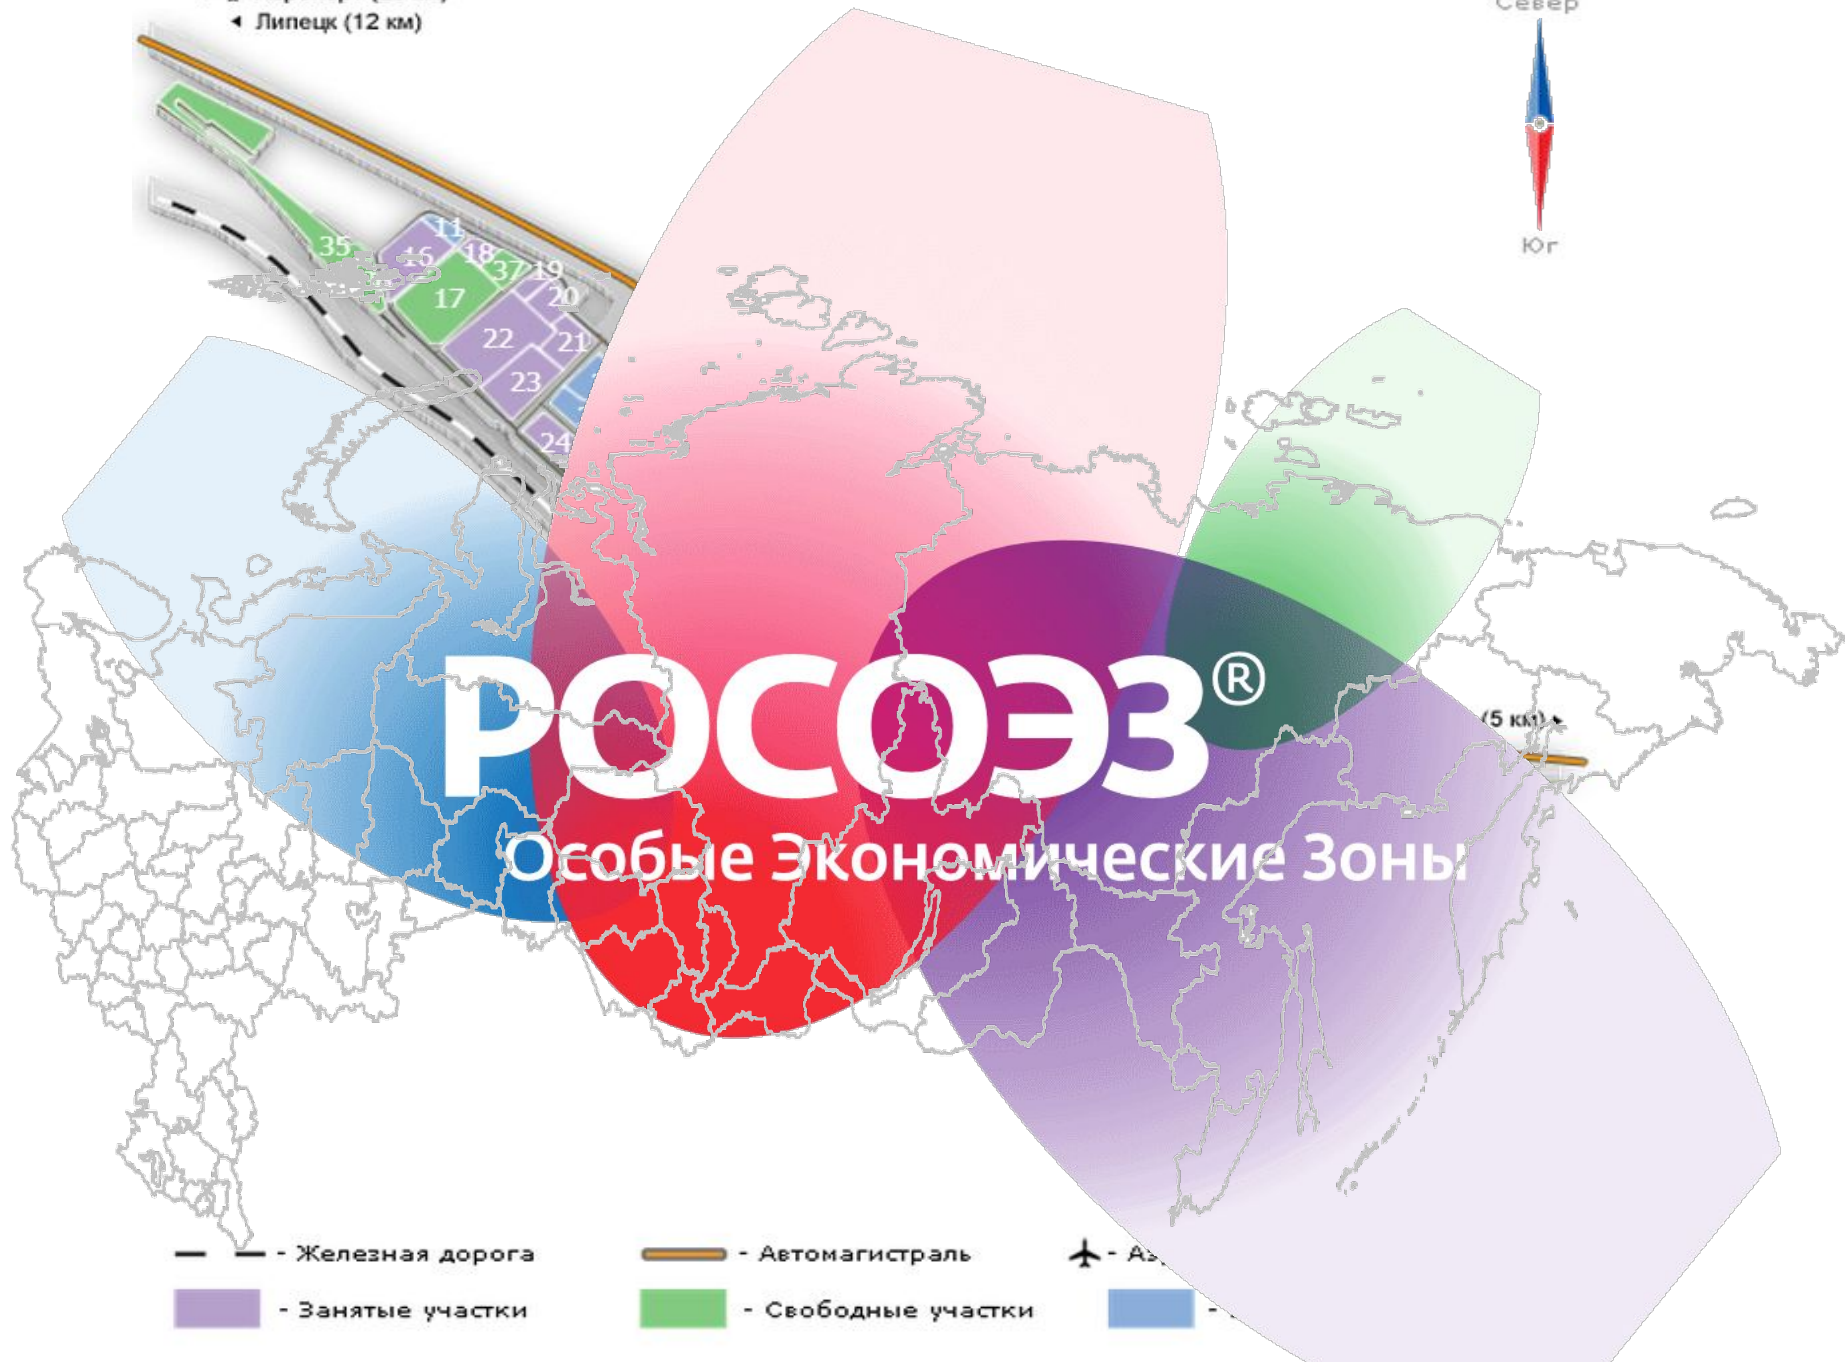 Липецк (12 км)
Север
Юг
11
35
16
18
37
19
17
20
22
21
23
24
РОСОЭЗ®
(5 км)
Особые Экономические Зоны
- Железная дорога
- Автомагистраль
- Занятые участки
- Свободные участки